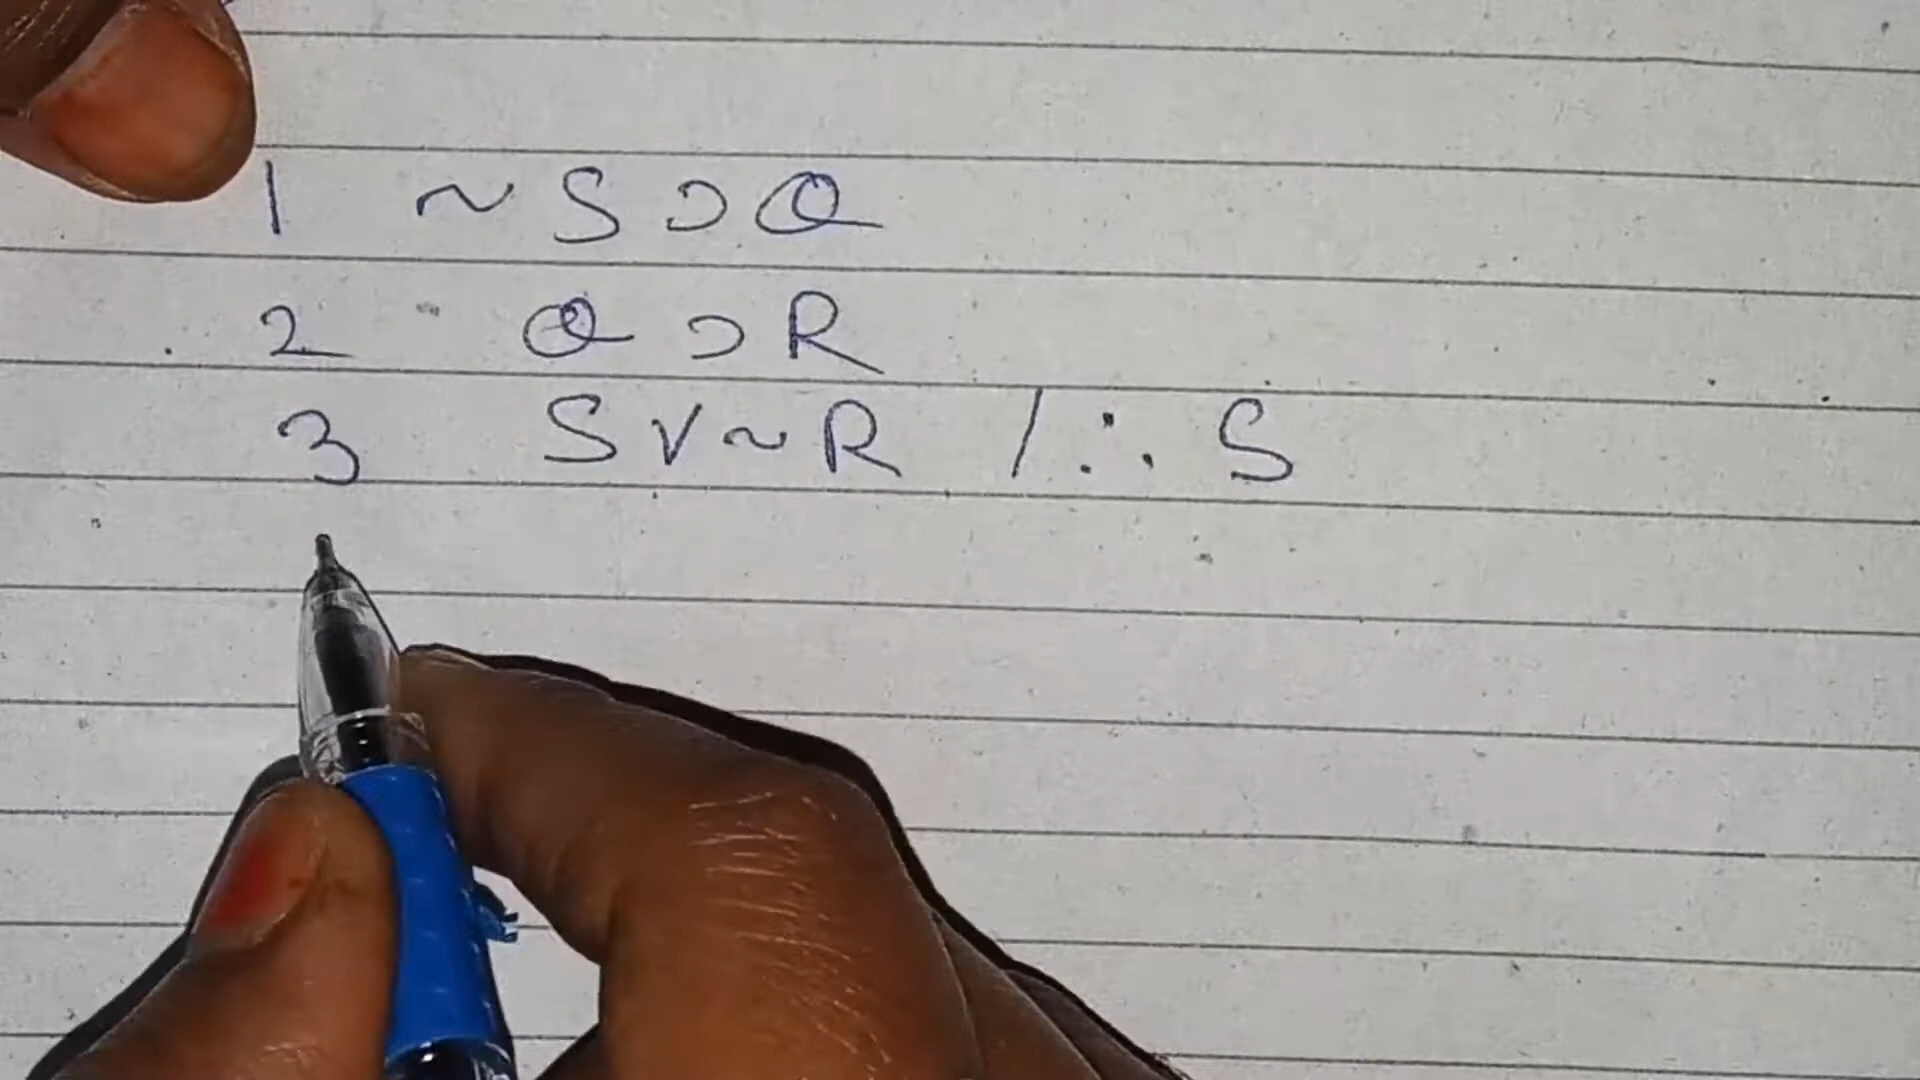 1 ~ S ⊃ Q
2 Q ⊃ R
3 S v ~ R / ∴ S